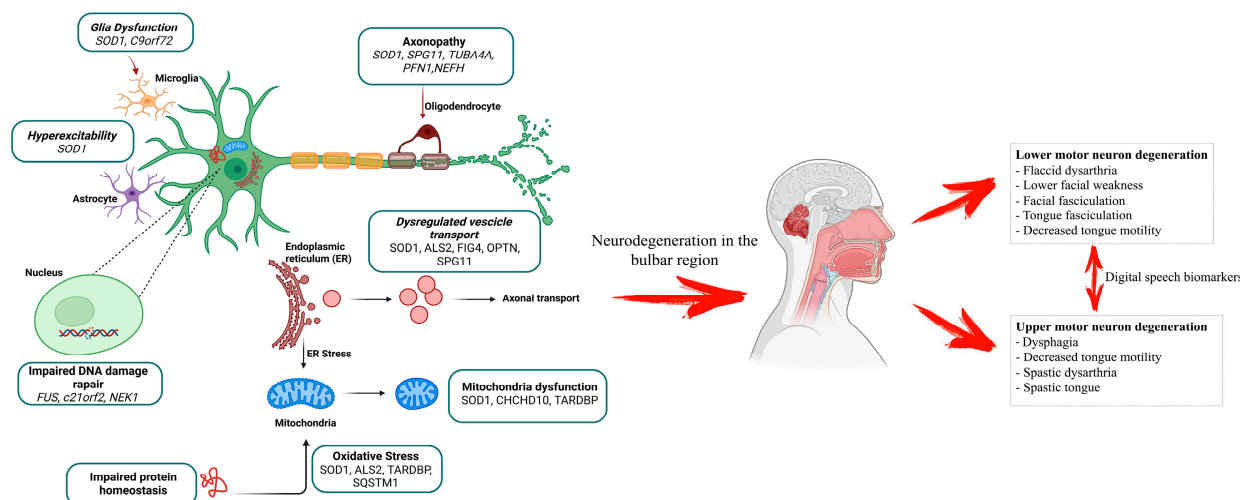 Glia Dysfunction
SOD1, C9orf72
Microglia
Hyperexcitability
SOD1
Astrocyte
Axonopathy
SOD1, SPG11, TUBA4A,
PFN1,NEFH
Oligodendrocyte
Nucleus
Impaired DNA damage
rapair
FUS, c21orf2, NEK1
Endoplasmic
reticulum (ER)
Dysregulated vescicle
transport
SOD1, ALS2, FIG4, OPTN,
SPG11
Axonal transport
ER Stress
Mitochondria
Mitochondria dysfunction
SOD1, CHCHD10, TARDBP
Oxidative Stress
SOD1, ALS2, TARDBP,
SQSTM1
Impaired protein
homeostasis
Neurodegeneration in the
bulbar region
Lower motor neuron degeneration
- Flaccid dysarthria
- Lower facial weakness
- Facial fasciculation
- Tongue fasciculation
- Decreased tongue motility
Digital speech biomarkers
Upper motor neuron degeneration
- Dysphagia
- Decreased tongue motility
- Spastic dysarthria
- Spastic tongue